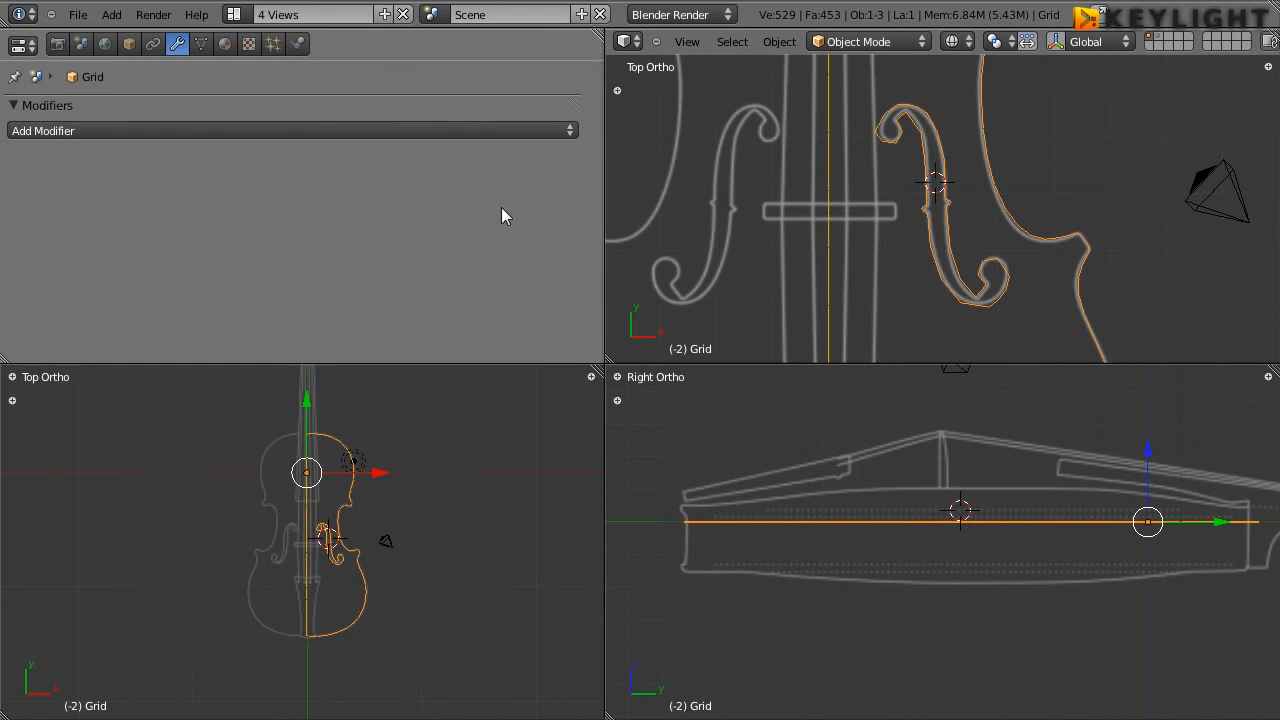 File Add Render Help 4 Views Scene Blender Render Ve:529 | Fa:453 | Ob:1-3 | La:1 | Mem:6.84M (5.43M) | Grid KEYLIGHT
View Select Object Object Mode Global
Grid
Modifiers
Add Modifier
Top Ortho
y
x
(-2) Grid
Top Ortho
y
x
(-2) Grid
Right Ortho
z
y
(-2) Grid